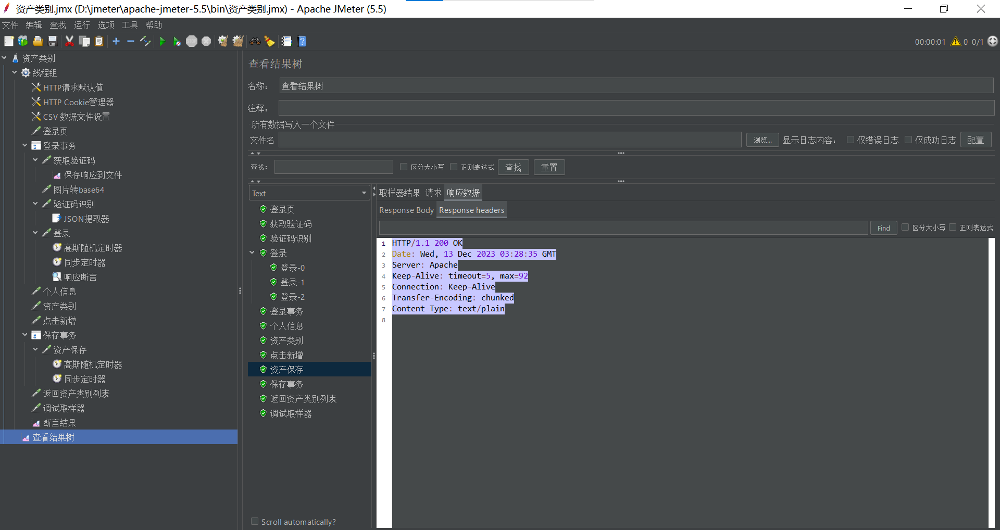 资产类别.jmx (D:\jmeter\apache-jmeter-5.5\bin\资产类别.jmx) - Apache JMeter (5.5)
文件 编辑 查找 运行 选项 工具 帮助
00:00:01 0 0/1
资产类别
线程组
HTTP请求默认值
HTTP Cookie管理器
CSV 数据文件设置
登录页
登录事务
获取验证码
保存响应到文件
图片转base64
验证码识别
JSON提取器
登录
高斯随机定时器
同步定时器
响应断言
个人信息
资产类别
点击新增
保存事务
资产保存
高斯随机定时器
同步定时器
返回资产类别列表
调试取样器
断言结果
查看结果树
查看结果树
名称： 查看结果树
注释：
所有数据写入一个文件
文件名 浏览... 显示日志内容： 仅错误日志 仅成功日志 配置
查找： 区分大小写 正则表达式 查找 重置
Text
登录页
获取验证码
验证码识别
登录
登录-0
登录-1
登录-2
登录事务
个人信息
资产类别
点击新增
资产保存
保存事务
返回资产类别列表
调试取样器
Scroll automatically?
取样器结果 请求 响应数据
Response Body Response headers
Find 区分大小写 正则表达式
1 HTTP/1.1 200 OK
2 Date: Wed, 13 Dec 2023 03:28:35 GMT
3 Server: Apache
4 Keep-Alive: timeout=5, max=92
5 Connection: Keep-Alive
6 Transfer-Encoding: chunked
7 Content-Type: text/plain
8